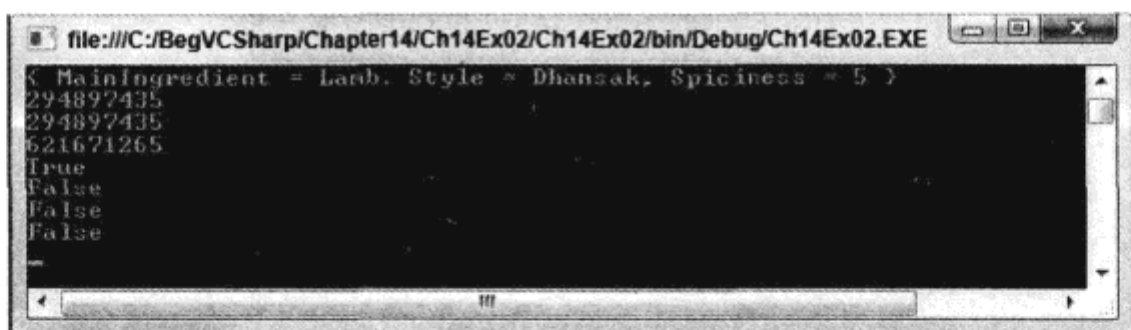 file:///C:/BegVCSharp/Chapter14/Ch14Ex02/Ch14Ex02/bin/Debug/Ch14Ex02.EXE
{ MainIngredient = Lamb, Style = Dhansak, Spiciness = 5 }
294897435
294897435
621671265
True
False
False
False